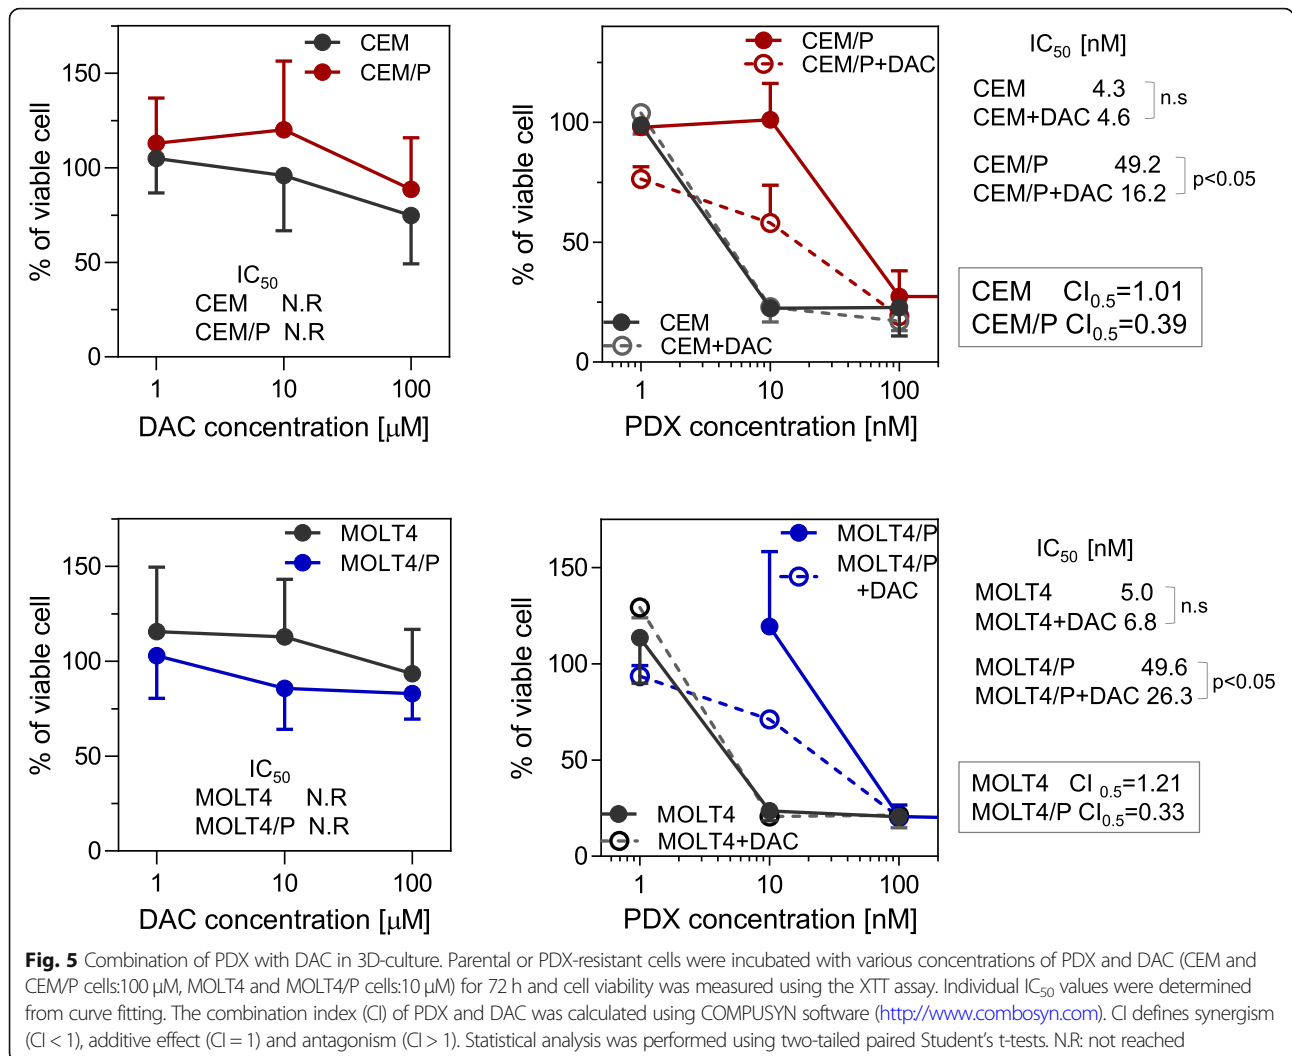 CEM
CEM/P
150
100
50
0
% of viable cell
IC50
CEM N.R
CEM/P N.R
1 10 100
DAC concentration [μM]
CEM/P
CEM/P+DAC
100
50
0
% of viable cell
CEM
CEM+DAC
1 10 100
PDX concentration [nM]
IC50 [nM]
CEM 4.3
CEM+DAC 4.6
n.s
CEM/P 49.2
CEM/P+DAC 16.2
p<0.05
CEM CI0.5=1.01
CEM/P CI0.5=0.39
MOLT4
MOLT4/P
150
100
50
0
% of viable cell
IC50
MOLT4 N.R
MOLT4/P N.R
1 10 100
DAC concentration [μM]
MOLT4/P
MOLT4/P
+DAC
150
100
50
0
% of viable cell
MOLT4
MOLT4+DAC
1 10 100
PDX concentration [nM]
IC50 [nM]
MOLT4 5.0
MOLT4+DAC 6.8
n.s
MOLT4/P 49.6
MOLT4/P+DAC 26.3
p<0.05
MOLT4 CI 0.5=1.21
MOLT4/P CI0.5=0.33
Fig. 5 Combination of PDX with DAC in 3D-culture. Parental or PDX-resistant cells were incubated with various concentrations of PDX and DAC (CEM and
CEM/P cells:100 μM, MOLT4 and MOLT4/P cells:10 μM) for 72 h and cell viability was measured using the XTT assay. Individual IC50 values were determined
from curve fitting. The combination index (CI) of PDX and DAC was calculated using COMPUSYN software (http://www.combosyn.com). CI defines synergism
(CI < 1), additive effect (CI = 1) and antagonism (CI > 1). Statistical analysis was performed using two-tailed paired Student's t-tests. N.R: not reached